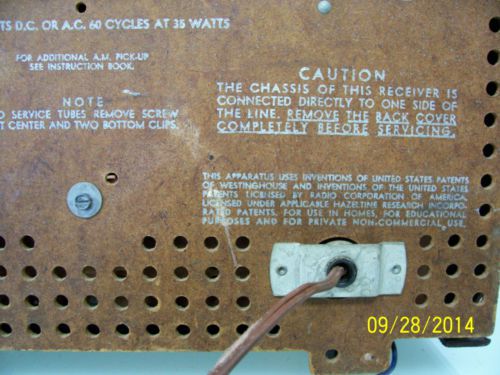 TS D.C. OR A.C. 60 CYCLES AT 35 WATTS
FOR ADDITIONAL A.M. PICK-UP
SEE INSTRUCTION BOOK.
NOTE
O SERVICE TUBES REMOVE SCREW
T CENTER AND TWO BOTTOM CLIPS.
CAUTION
THE CHASSIS OF THIS RECEIVER IS
CONNECTED DIRECTLY TO ONE SIDE OF
THE LINE. REMOVE THE BACK COVER
COMPLETELY BEFORE SERVICING.
THIS APPARATUS USES INVENTIONS OF UNITED STATES PATENTS
OF WESTINGHOUSE AND INVENTIONS OF THE UNITED STATES
PATENTS LICENSED BY RADIO CORPORATION OF AMERICA.
LICENSED UNDER APPLICABLE HAZELTINE RESEARCH INCORPO-
RATED PATENTS. FOR USE IN HOMES, FOR EDUCATIONAL
PURPOSES AND FOR PRIVATE NON-COMMERCIAL USE.
09/28/2014